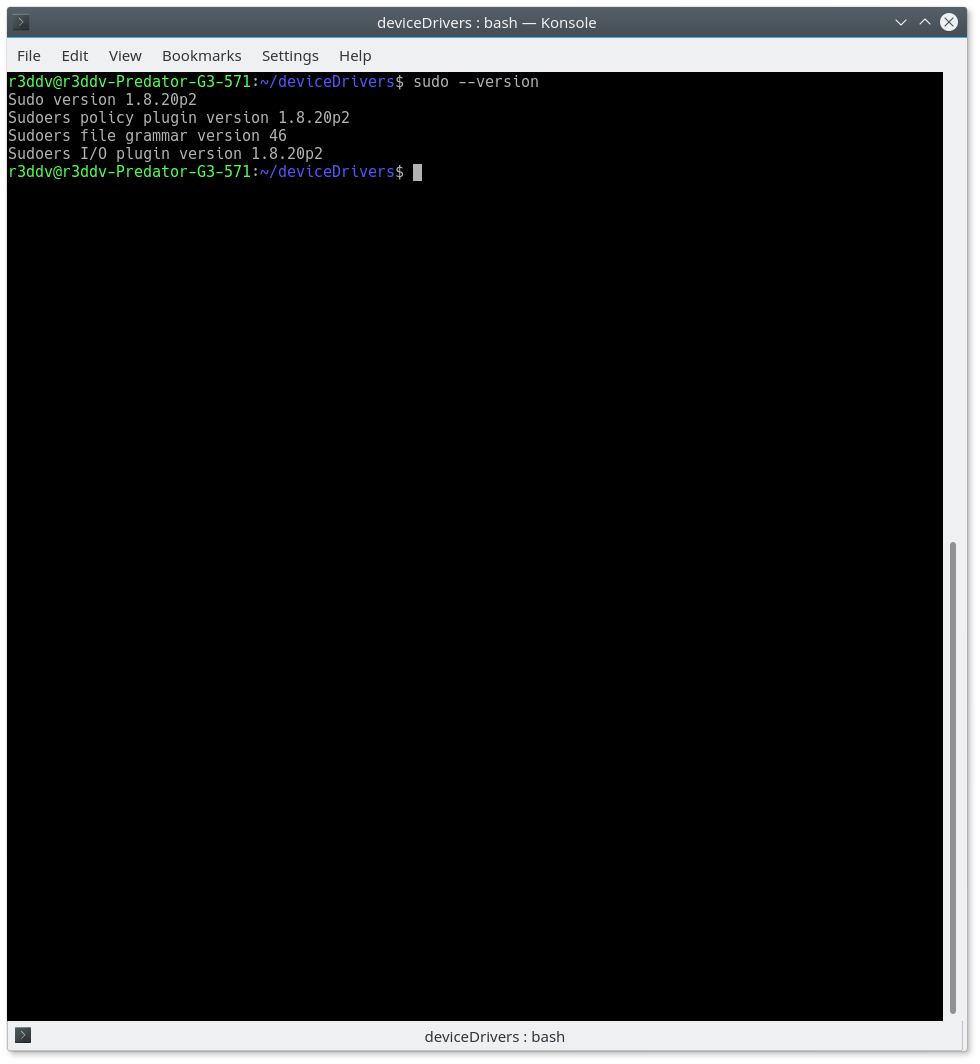 deviceDrivers : bash — Konsole
File Edit View Bookmarks Settings Help
r3ddv@r3ddv-Predator-G3-571:~/deviceDrivers$ sudo --version
Sudo version 1.8.20p2
Sudoers policy plugin version 1.8.20p2
Sudoers file grammar version 46
Sudoers I/O plugin version 1.8.20p2
r3ddv@r3ddv-Predator-G3-571:~/deviceDrivers$
deviceDrivers : bash